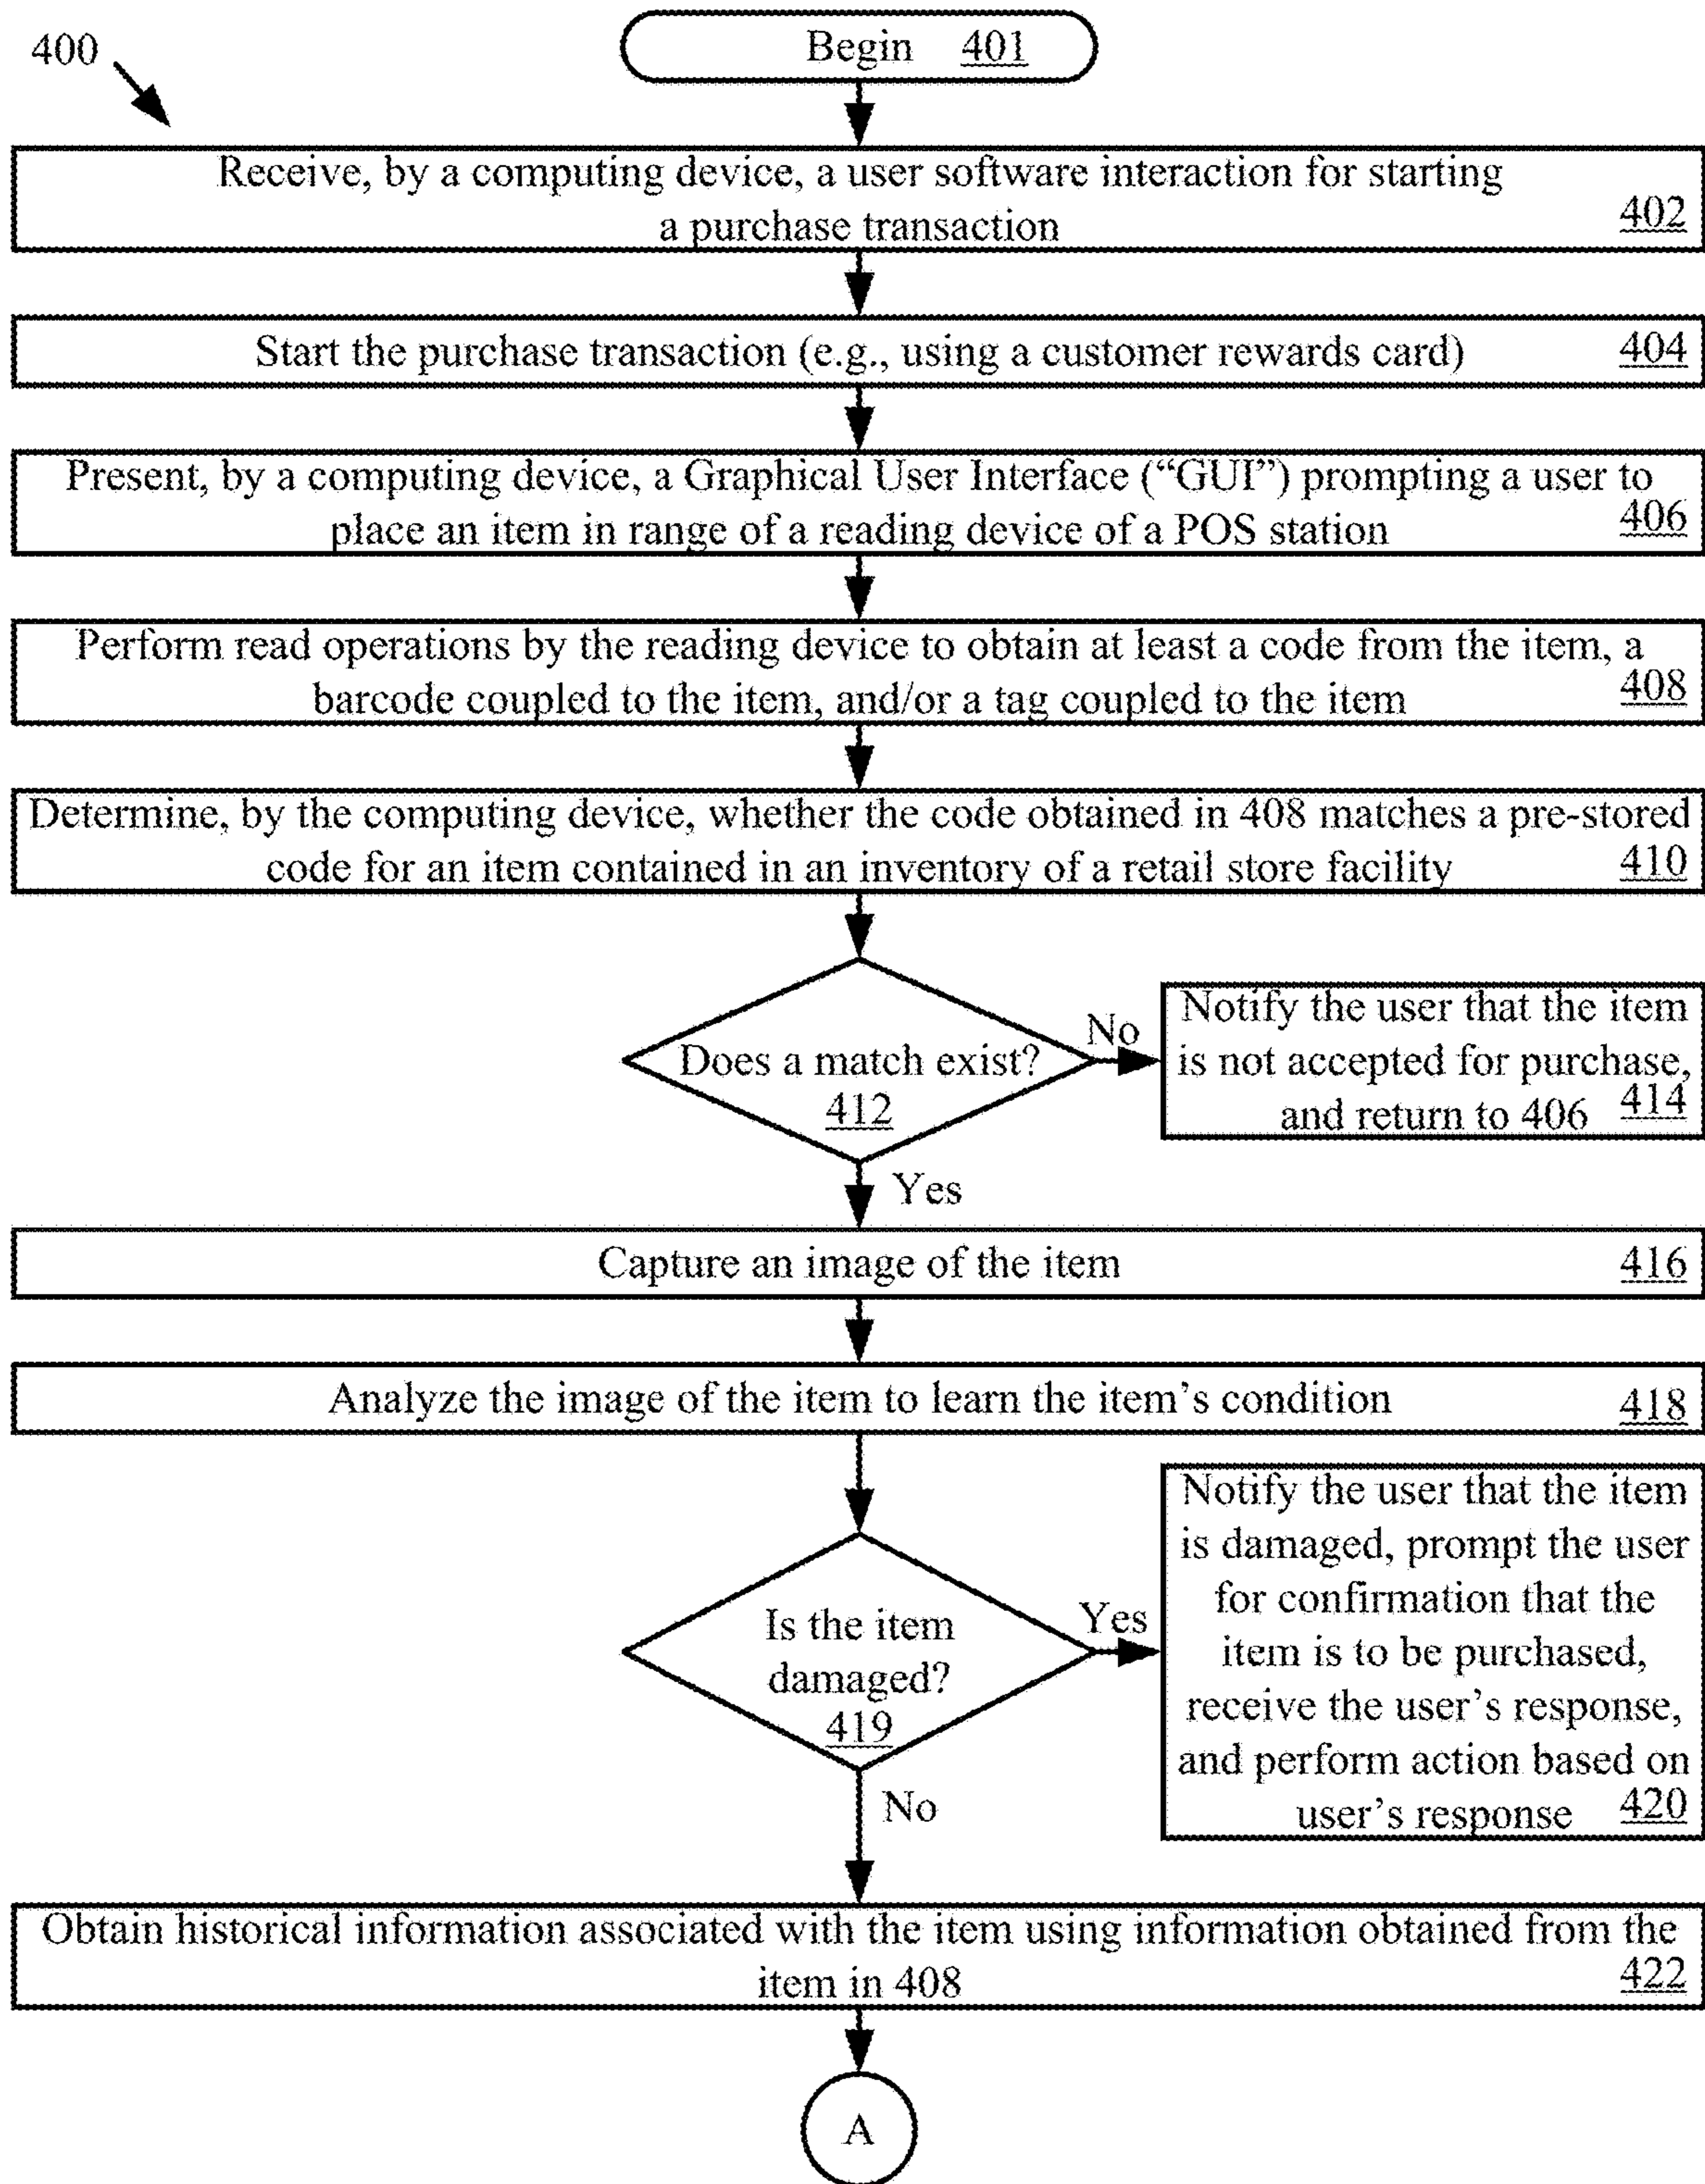 400
Begin 401
Receive, by a computing device, a user software interaction for starting
a purchase transaction 402
Start the purchase transaction (e.g., using a customer rewards card) 404
Present, by a computing device, a Graphical User Interface (“GUI”) prompting a user to
place an item in range of a reading device of a POS station 406
Perform read operations by the reading device to obtain at least a code from the item, a
barcode coupled to the item, and/or a tag coupled to the item 408
Determine, by the computing device, whether the code obtained in 408 matches a pre-stored
code for an item contained in an inventory of a retail store facility 410
Does a match exist?
412
No
Notify the user that the item
is not accepted for purchase,
and return to 406 414
Yes
Capture an image of the item 416
Analyze the image of the item to learn the item’s condition 418
Is the item
damaged?
419
Yes
Notify the user that the item
is damaged, prompt the user
for confirmation that the
item is to be purchased,
receive the user’s response,
and perform action based on
user’s response 420
No
Obtain historical information associated with the item using information obtained from the
item in 408 422
A